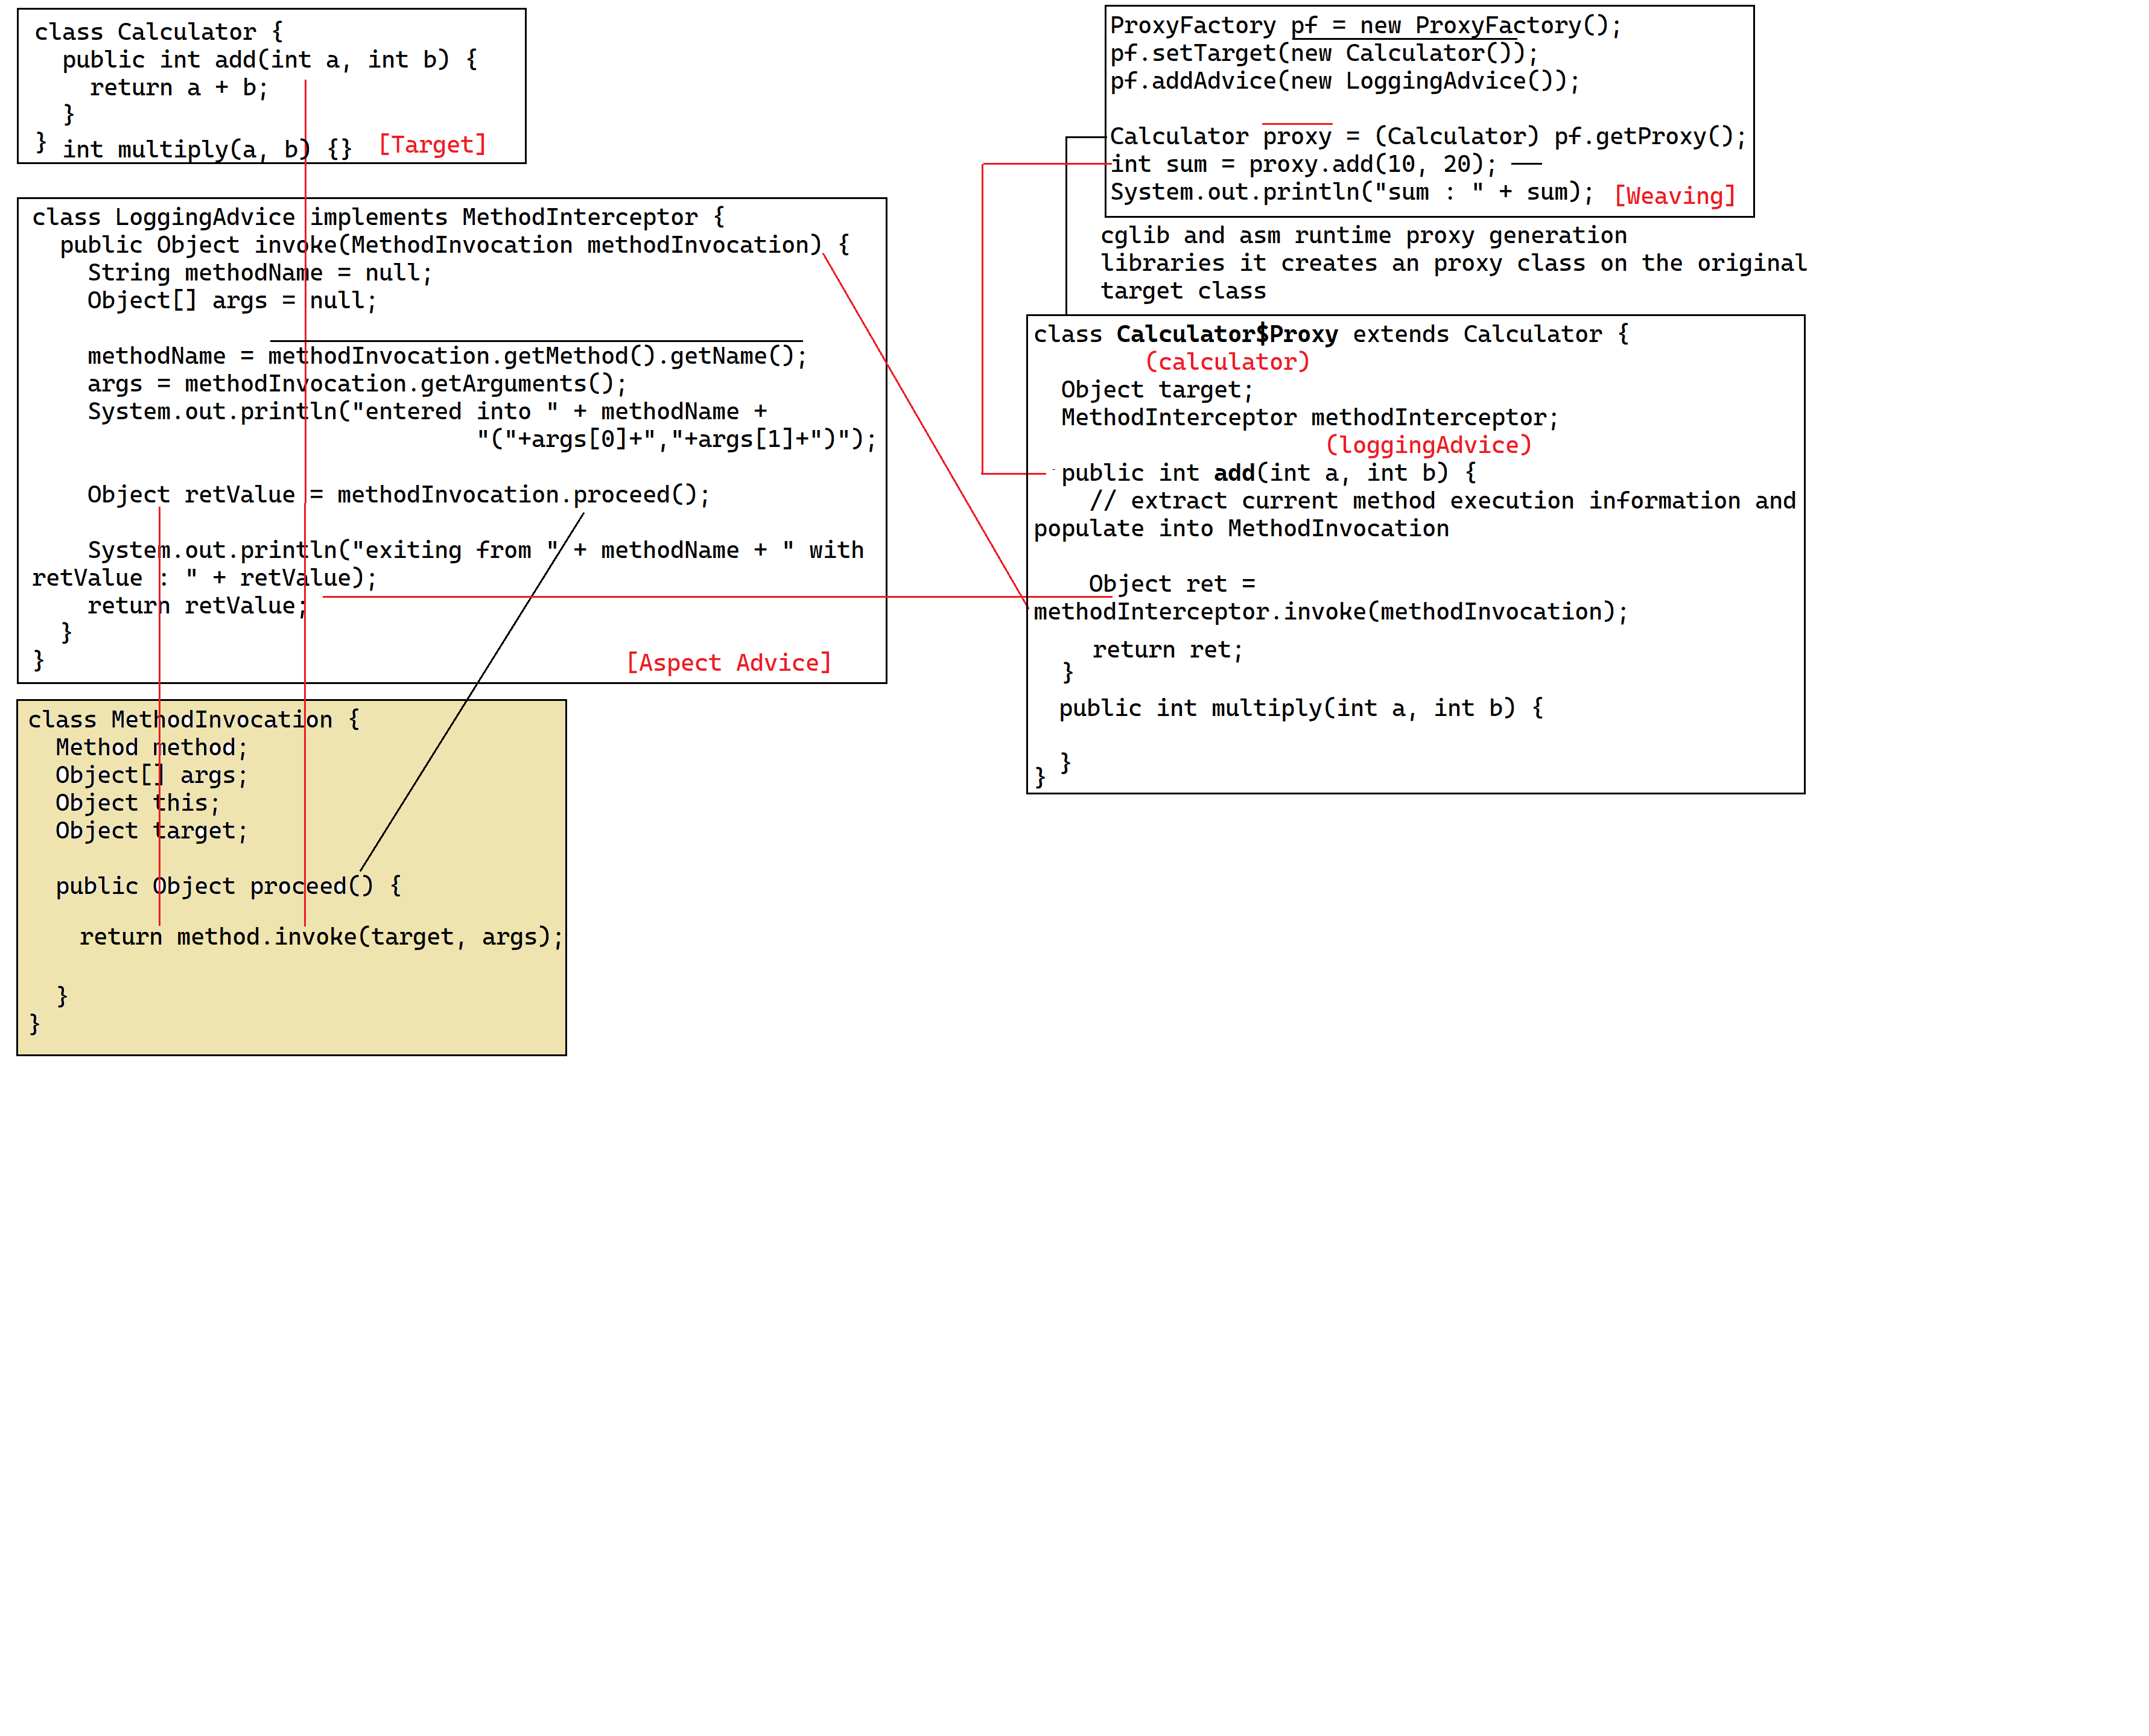 class Calculator {
  public int add(int a, int b) {
    return a + b;
  }
}
  int multiply(a, b) {}  [Target]
class LoggingAdvice implements MethodInterceptor {
  public Object invoke(MethodInvocation methodInvocation) {
    String methodName = null;
    Object[] args = null;
    methodName = methodInvocation.getMethod().getName();
    args = methodInvocation.getArguments();
    System.out.println("entered into " + methodName +
                                "("+args[0]+","+args[1]+")");
    Object retValue = methodInvocation.proceed();
    System.out.println("exiting from " + methodName + " with
retValue : " + retValue);
    return retValue;
  }
}
[Aspect Advice]
class MethodInvocation {
  Method method;
  Object[] args;
  Object this;
  Object target;
  public Object proceed() {
    return method.invoke(target, args);
  }
}
ProxyFactory pf = new ProxyFactory();
pf.setTarget(new Calculator());
pf.addAdvice(new LoggingAdvice());
Calculator proxy = (Calculator) pf.getProxy();
int sum = proxy.add(10, 20);
System.out.println("sum : " + sum);  [Weaving]
cglib and asm runtime proxy generation
libraries it creates an proxy class on the original
target class
class Calculator$Proxy extends Calculator {
(calculator)
  Object target;
  MethodInterceptor methodInterceptor;
(loggingAdvice)
  public int add(int a, int b) {
    // extract current method execution information and
populate into MethodInvocation
    Object ret =
methodInterceptor.invoke(methodInvocation);
    return ret;
  }
  public int multiply(int a, int b) {
  }
}